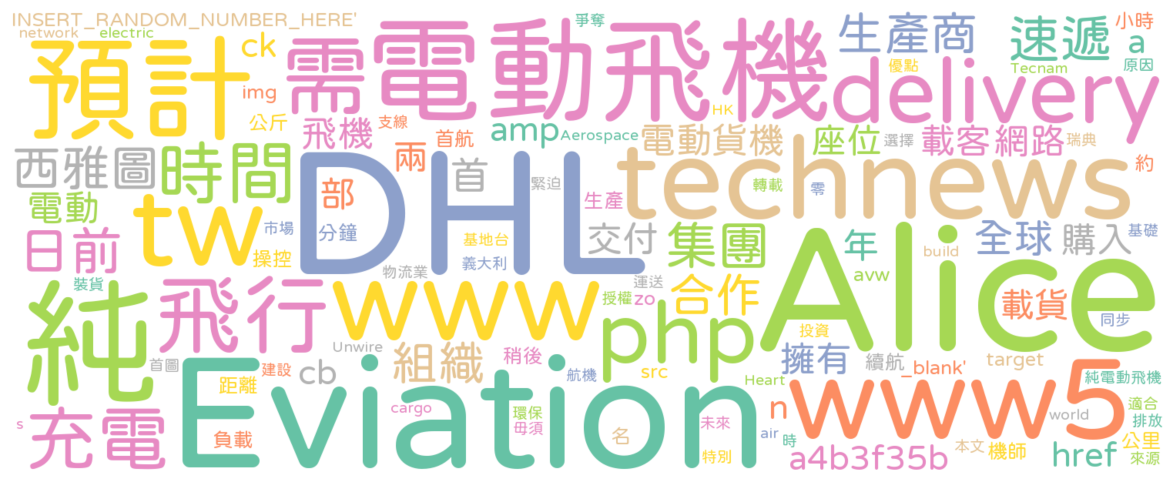 INSERT_RANDOM_NUMBER_HERE'
network
electric
ck
預計
img
公斤
需
電動飛機
爭奪
生產商
優點
速遞
小時
a
原因
Tecnam
delivery
HK
飛機
支線
首航
amp
Aerospace
電動貨機
座位
選擇
載客網路
瑞典
約
西雅圖
時間
兩
部
首
緊迫
生產
technews
轉載
零
電動
tw
市場
分鐘
DHL
基地台
義大利
交付
集團
年
build
全球
購入
基礎
日前
操控
物流業
運送
avw
裝貨
純
飛行
www
授權
zo
合作
php
投資
Alice
載貨
同步
首圖
建設
距離
cb
Unwire
組織
稍後
航機
src
擁有
續航
_blank'
target
純電動飛機
Heart
s
充電
負載
Eviation
cargo
環保
毋須
名
未來
特別
air
n
時
www5
world
適合
排放
a4b3f35b
本文
機師
href
公里
來源